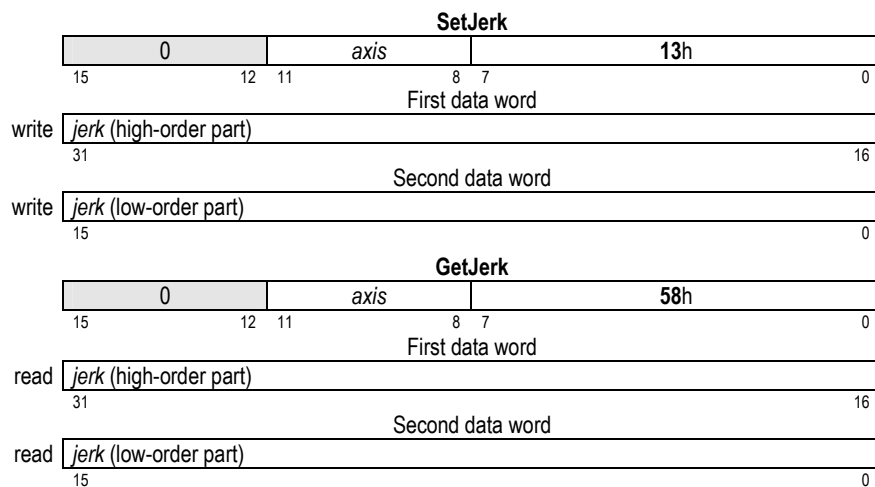 SetJerk
0 axis 13h
15 12 11 8 7 0
First data word
write jerk (high-order part)
31 16
Second data word
write jerk (low-order part)
15 0
GetJerk
0 axis 58h
15 12 11 8 7 0
First data word
read jerk (high-order part)
31 16
Second data word
read jerk (low-order part)
15 0